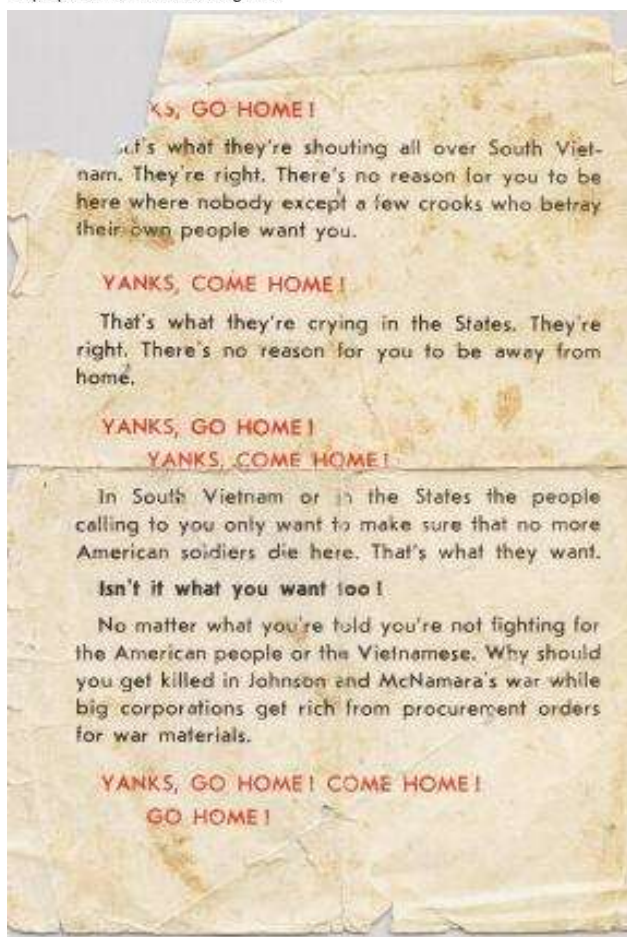 GO HOME!
what they're shouting all over South Viet-
nam. They're right. There's no reason for you to be
here where nobody except a few crooks who betray
their own people want you.
YANKS, COME HOME!
That's what they're crying in the States. They're
right. There's no reason for you to be away from
home.
YANKS, GO HOME!
YANKS, COME HOME!
In South Vietnam or in the States the people
calling to you only want to make sure that no more
American soldiers die here. That's what they want.
Isn't it what you want too!
No matter what you're told you're not fighting for
the American people or the Vietnamese. Why should
you get killed in Johnson and McNamara's war while
big corporations get rich from procurement orders
for war materials.
YANKS, GO HOME! COME HOME!
GO HOME!